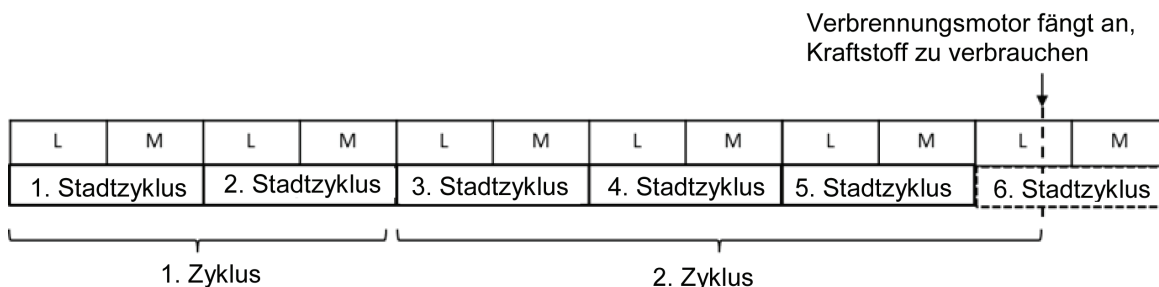 Verbrennungsmotor fängt an,
Kraftstoff zu verbrauchen
L M L M L M L M L M L M
1. Stadtzyklus 2. Stadtzyklus 3. Stadtzyklus 4. Stadtzyklus 5. Stadtzyklus 6. Stadtzyklus
1. Zyklus 2. Zyklus